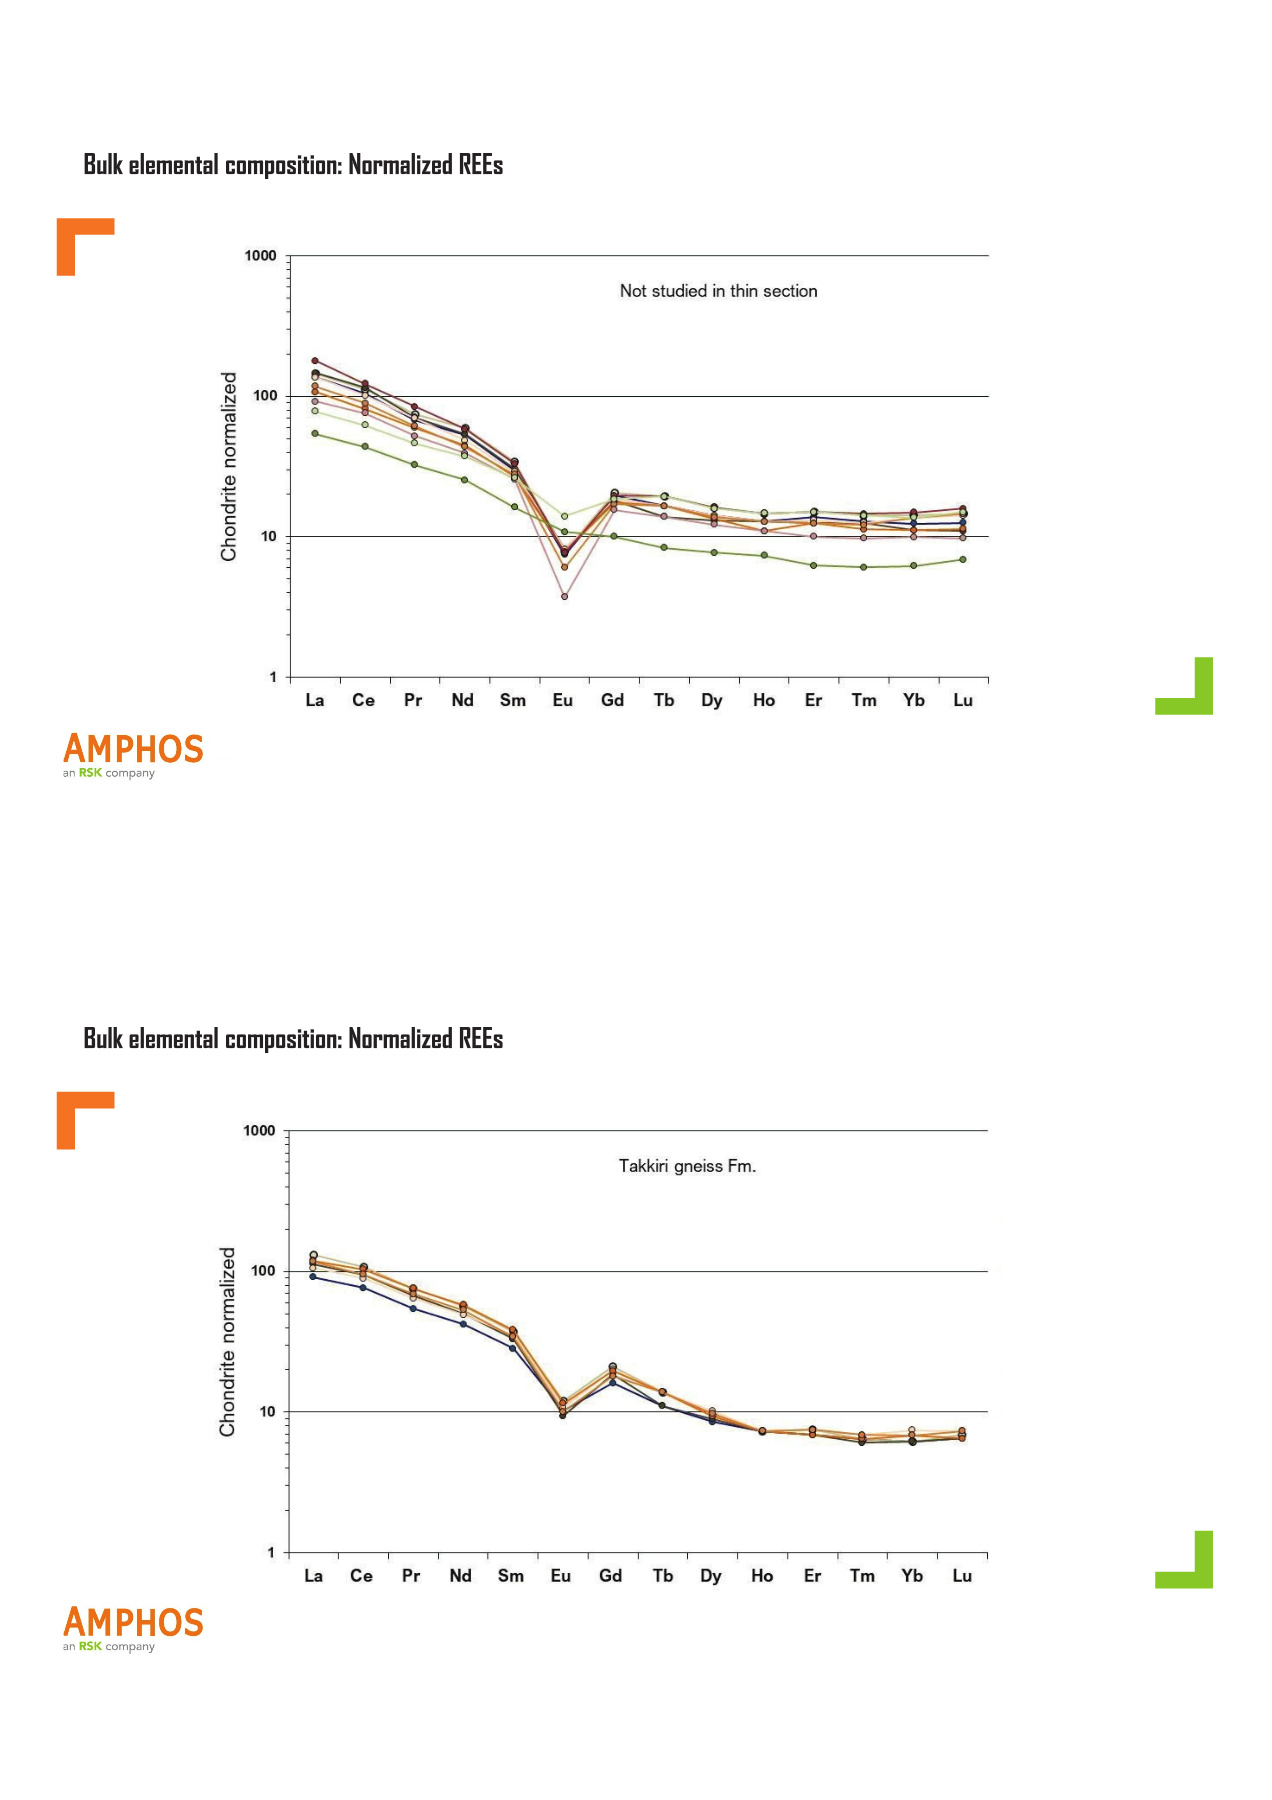 Bulk elemental composition: Normalized REEs
1000
Not studied in thin section
100
Chondrite normalized
10
1
La Ce Pr Nd Sm Eu Gd Tb Dy Ho Er Tm Yb Lu
AMPHOS
an RSK company
Bulk elemental composition: Normalized REEs
1000
Takkiri gneiss Fm.
100
Chondrite normalized
10
1
La Ce Pr Nd Sm Eu Gd Tb Dy Ho Er Tm Yb Lu
AMPHOS
an RSK company